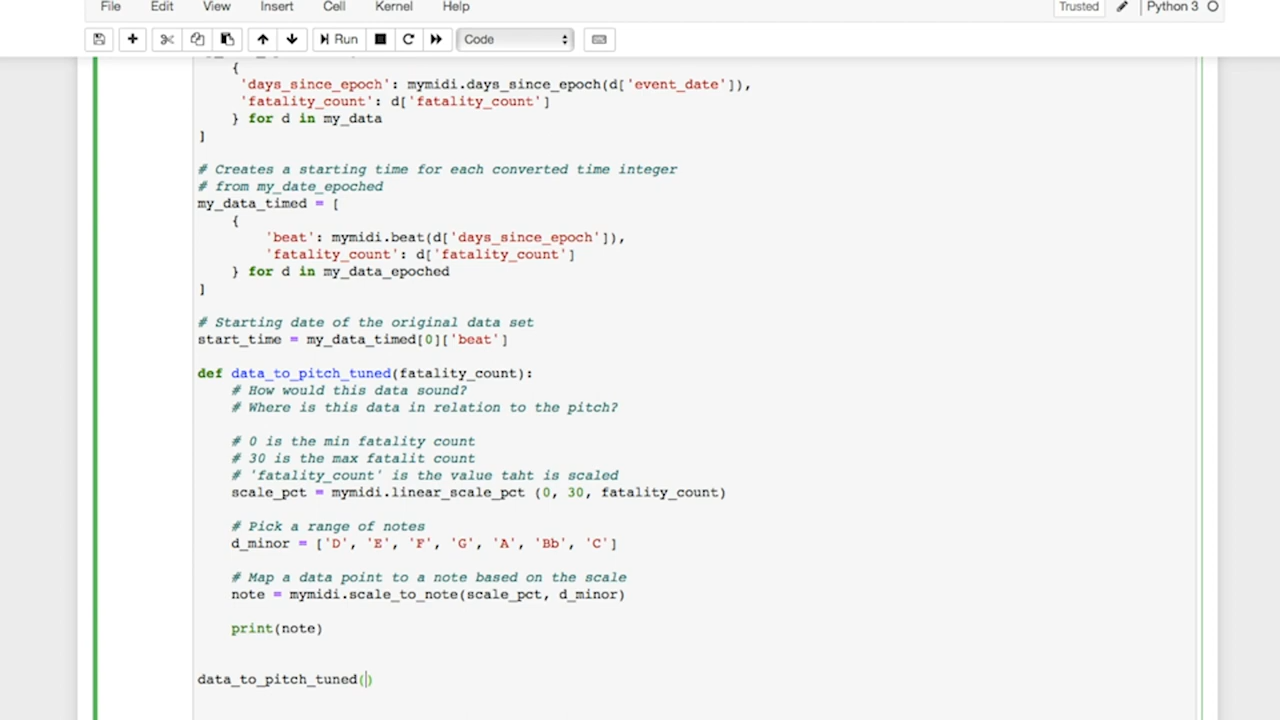 File Edit View Insert Cell Kernel Help Trusted Python 3
Run Code
{
'days_since_epoch': mymidi.days_since_epoch(d['event_date']),
'fatality_count': d['fatality_count']
} for d in my_data
]
# Creates a starting time for each converted time integer
# from my_date_epoched
my_data_timed = [
{
'beat': mymidi.beat(d['days_since_epoch']),
'fatality_count': d['fatality_count']
} for d in my_data_epoched
]
# Starting date of the original data set
start_time = my_data_timed[0]['beat']
def data_to_pitch_tuned(fatality_count):
# How would this data sound?
# Where is this data in relation to the pitch?
# 0 is the min fatality count
# 30 is the max fatalit count
# 'fatality_count' is the value taht is scaled
scale_pct = mymidi.linear_scale_pct (0, 30, fatality_count)
# Pick a range of notes
d_minor = ['D', 'E', 'F', 'G', 'A', 'Bb', 'C']
# Map a data point to a note based on the scale
note = mymidi.scale_to_note(scale_pct, d_minor)
print(note)
data_to_pitch_tuned()